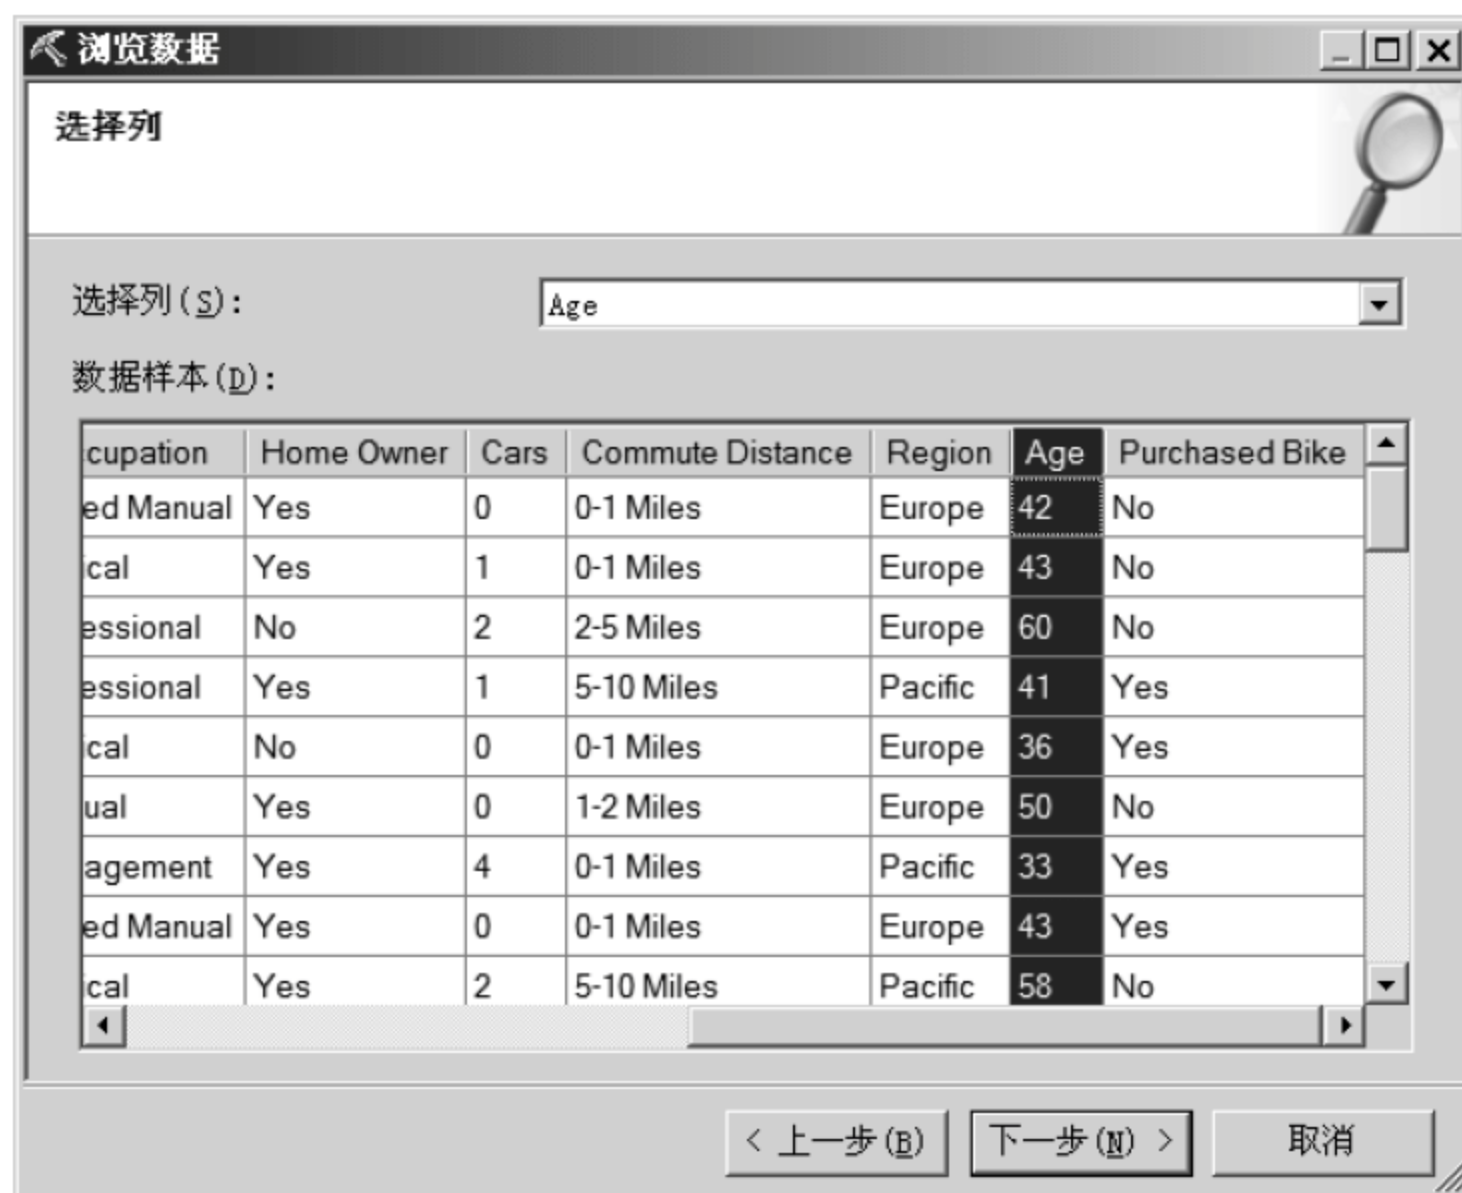 浏览数据
选择列
选择列(S): Age
数据样本(D):
cupation Home Owner Cars Commute Distance Region Age Purchased Bike
ed Manual Yes 0 0-1 Miles Europe 42 No
ical Yes 1 0-1 Miles Europe 43 No
essional No 2 2-5 Miles Europe 60 No
essional Yes 1 5-10 Miles Pacific 41 Yes
ical No 0 0-1 Miles Europe 36 Yes
ual Yes 0 1-2 Miles Europe 50 No
agement Yes 4 0-1 Miles Pacific 33 Yes
ed Manual Yes 0 0-1 Miles Europe 43 Yes
ical Yes 2 5-10 Miles Pacific 58 No
< 上一步(B) 下一步(N) > 取消